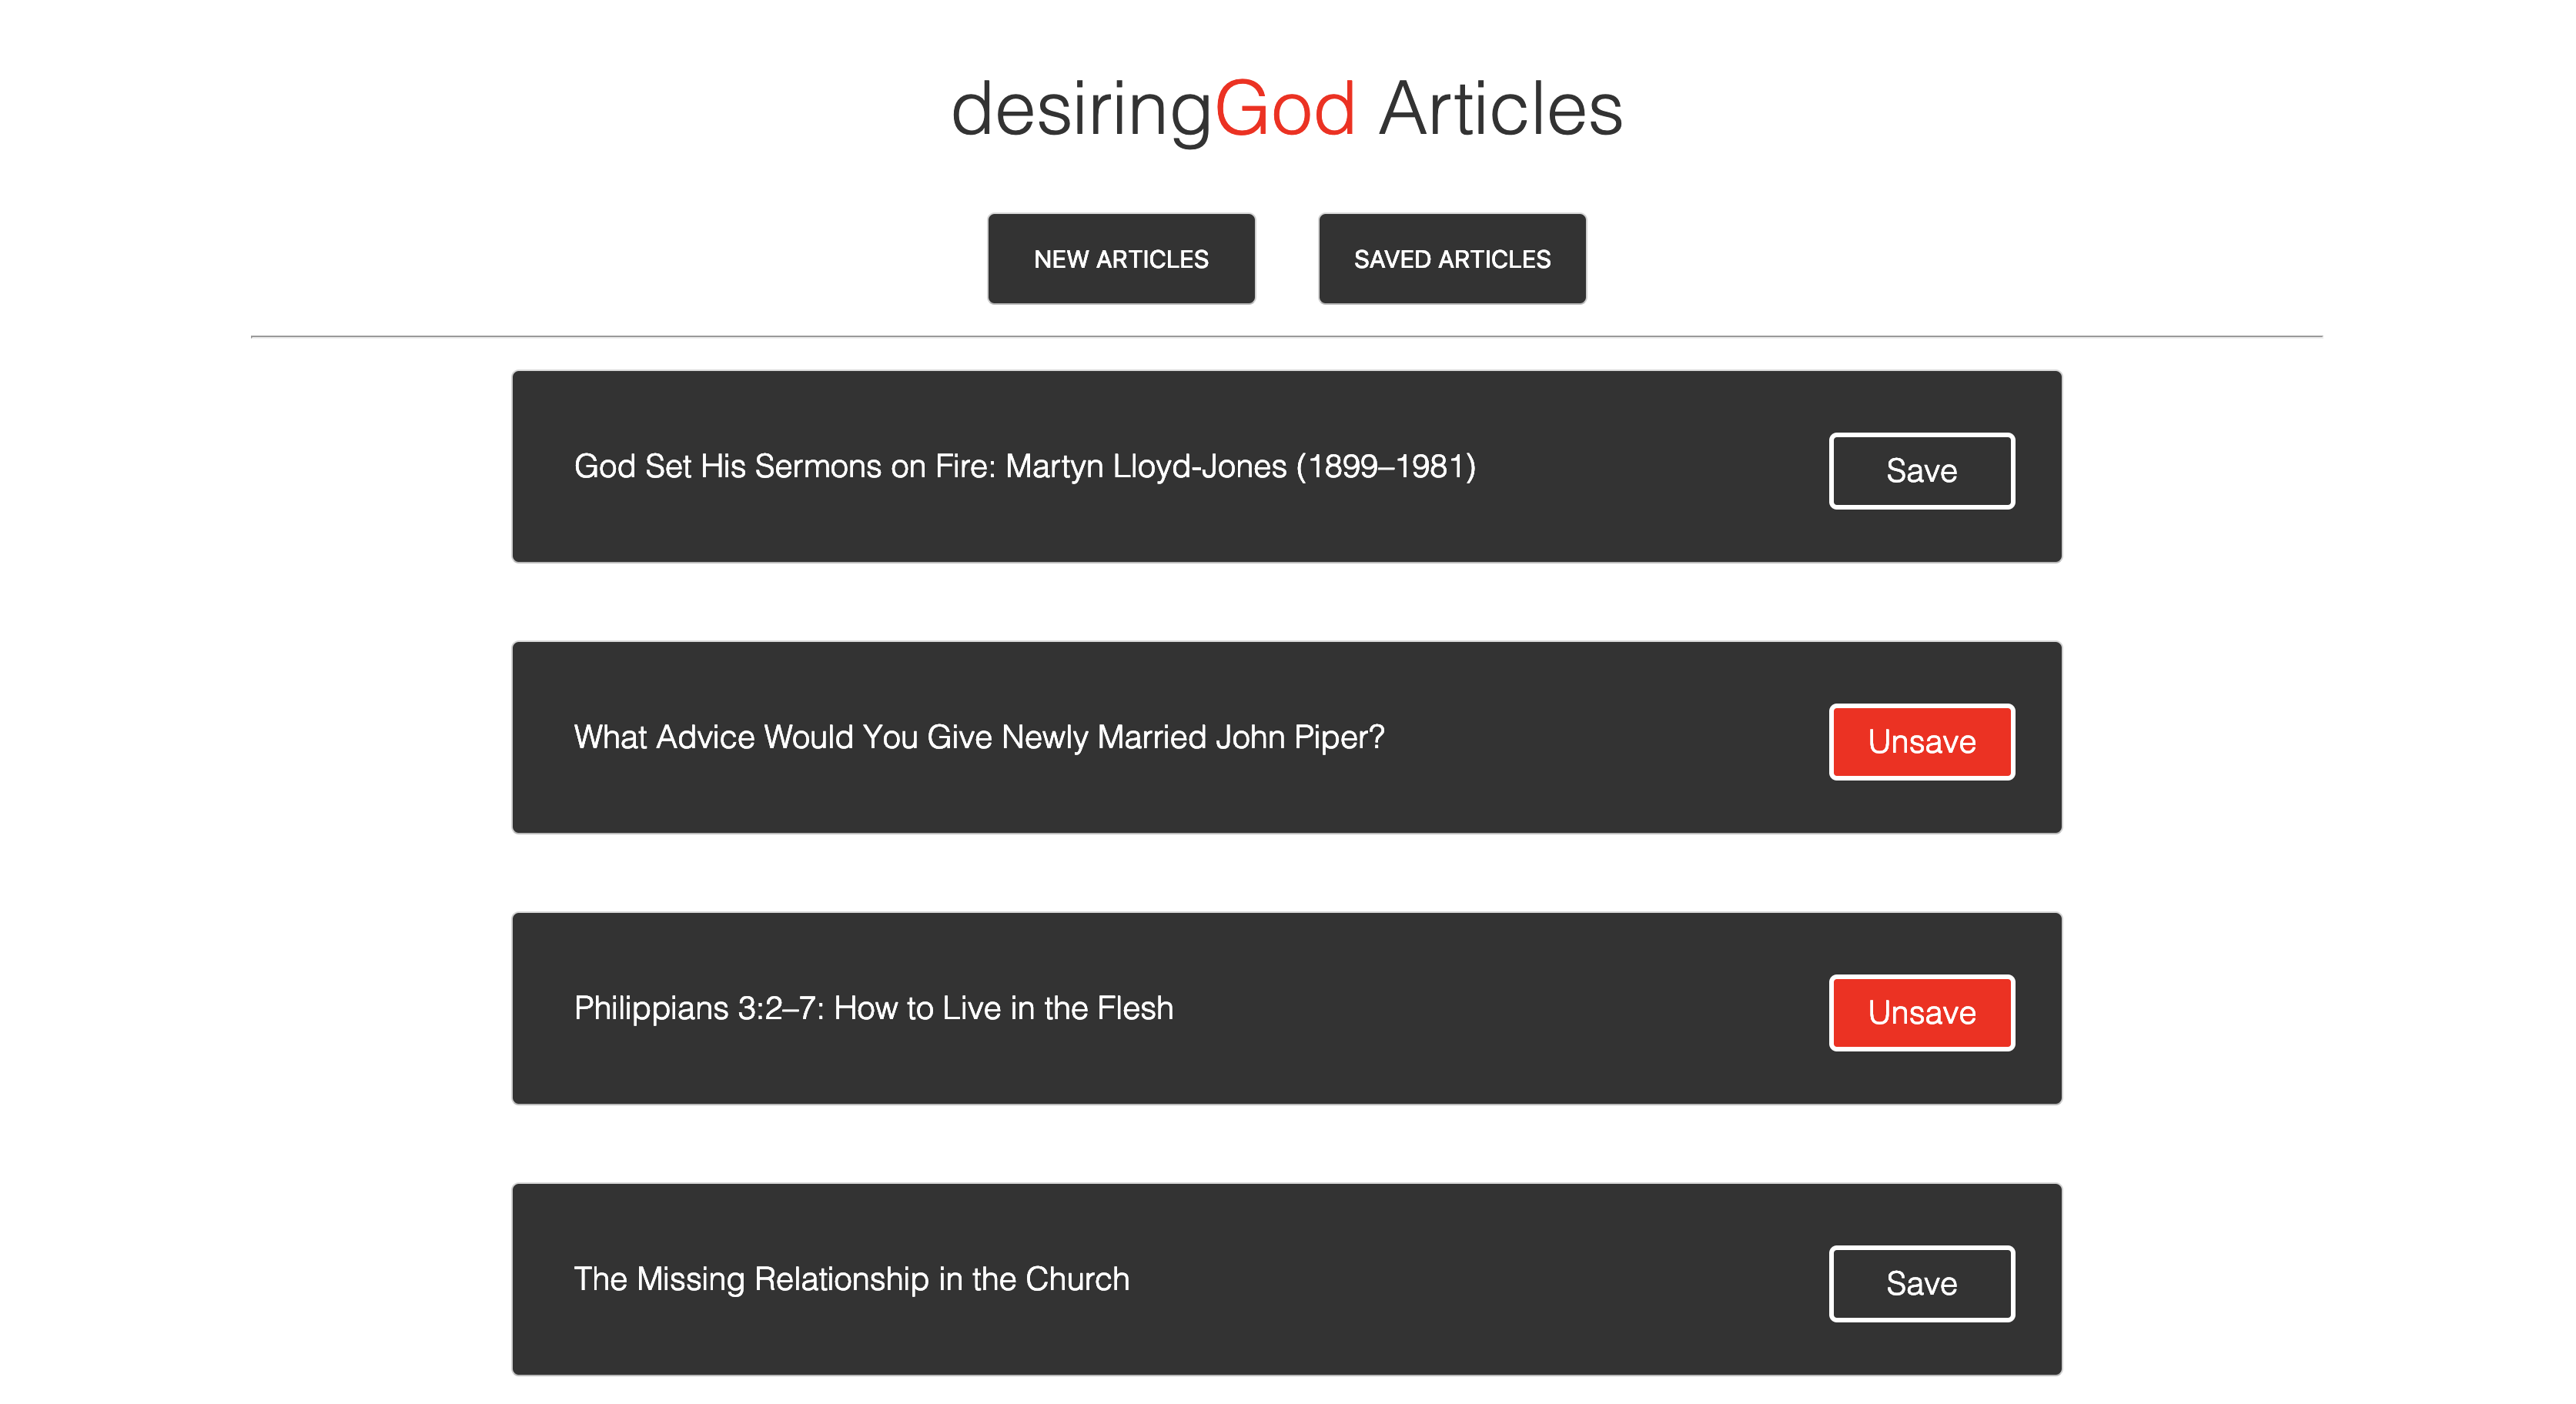 desiringGod Articles
NEW ARTICLES
SAVED ARTICLES
God Set His Sermons on Fire: Martyn Lloyd-Jones (1899–1981)
Save
What Advice Would You Give Newly Married John Piper?
Unsave
Philippians 3:2–7: How to Live in the Flesh
Unsave
The Missing Relationship in the Church
Save